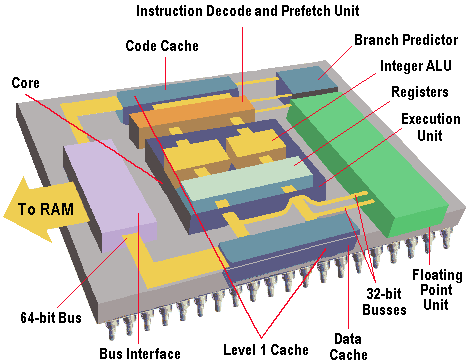 Instruction Decode and Prefetch Unit
Code Cache
Branch Predictor
Core
Integer ALU
Registers
Execution
Unit
To RAM
64-bit Bus
Bus Interface
Level 1 Cache
Data
Cache
32-bit
Busses
Floating
Point
Unit